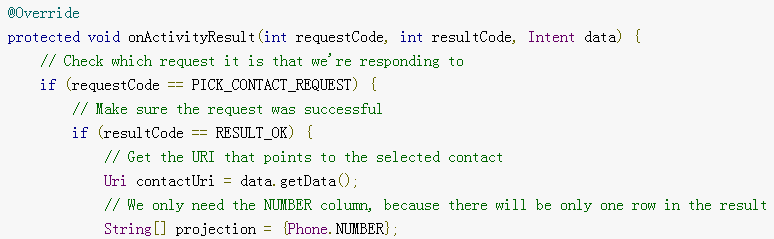 @Override
protected void onActivityResult(int requestCode, int resultCode, Intent data) {
    // Check which request it is that we're responding to
    if (requestCode == PICK_CONTACT_REQUEST) {
        // Make sure the request was successful
        if (resultCode == RESULT_OK) {
            // Get the URI that points to the selected contact
            Uri contactUri = data.getData();
            // We only need the NUMBER column, because there will be only one row in the result
            String[] projection = {Phone.NUMBER};